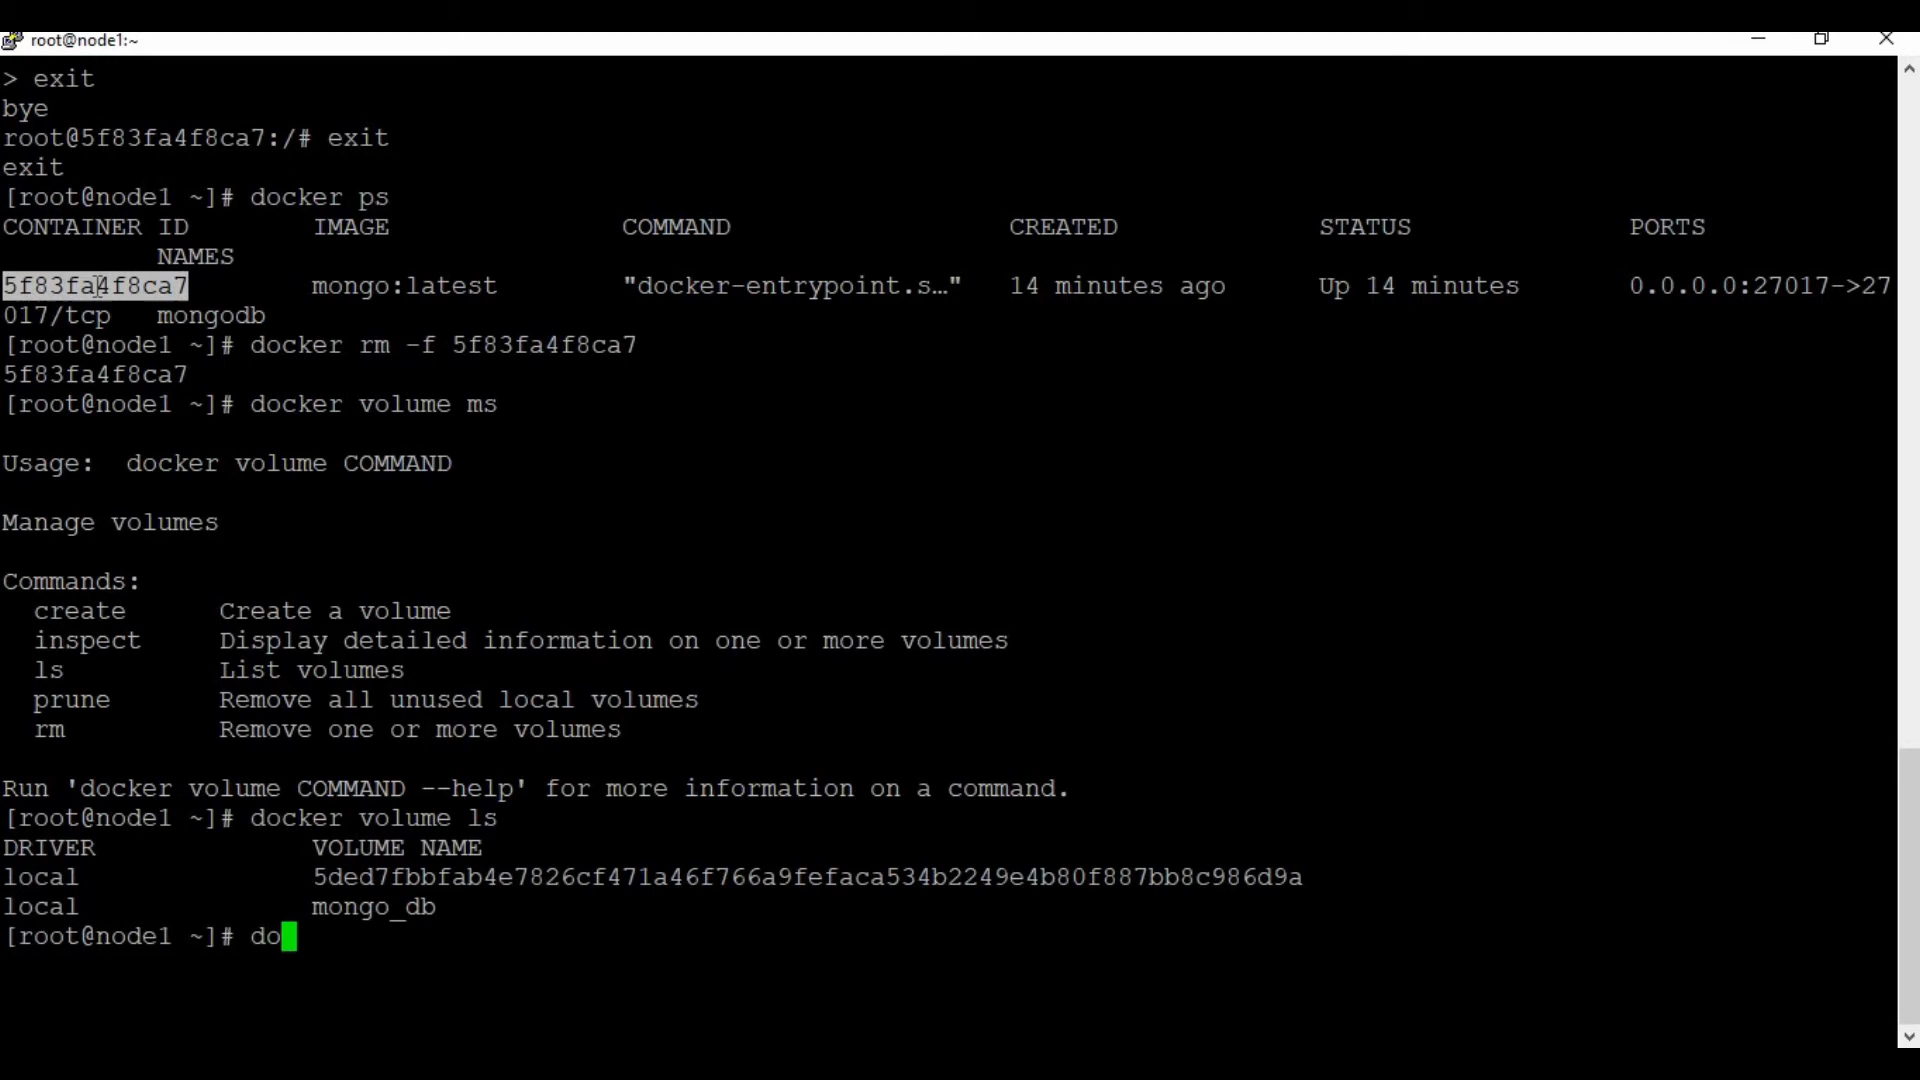 root@node1:~
> exit
bye
root@5f83fa4f8ca7:/# exit
exit
[root@node1 ~]# docker ps
CONTAINER ID IMAGE COMMAND CREATED STATUS PORTS
NAMES
5f83fa4f8ca7 mongo:latest "docker-entrypoint.s…" 14 minutes ago Up 14 minutes 0.0.0.0:27017->27
017/tcp mongodb
[root@node1 ~]# docker rm -f 5f83fa4f8ca7
5f83fa4f8ca7
[root@node1 ~]# docker volume ms
Usage: docker volume COMMAND
Manage volumes
Commands:
create Create a volume
inspect Display detailed information on one or more volumes
ls List volumes
prune Remove all unused local volumes
rm Remove one or more volumes
Run 'docker volume COMMAND --help' for more information on a command.
[root@node1 ~]# docker volume ls
DRIVER VOLUME NAME
local 5ded7fbbfab4e7826cf471a46f766a9fefaca534b2249e4b80f887bb8c986d9a
local mongo_db
[root@node1 ~]# do